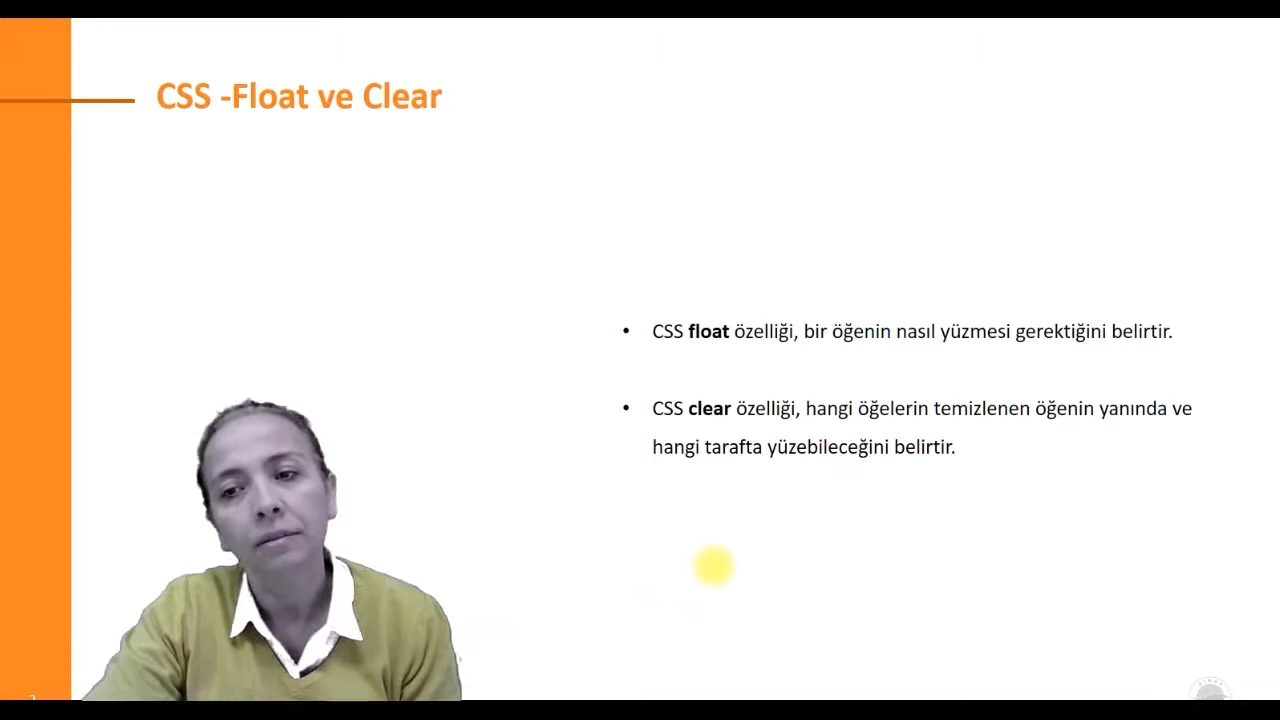 CSS -Float ve Clear
• CSS float özelliği, bir öğenin nasıl yüzmesi gerektiğini belirtir.
• CSS clear özelliği, hangi öğelerin temizlenen öğenin yanında ve
hangi tarafta yüzebileceğini belirtir.